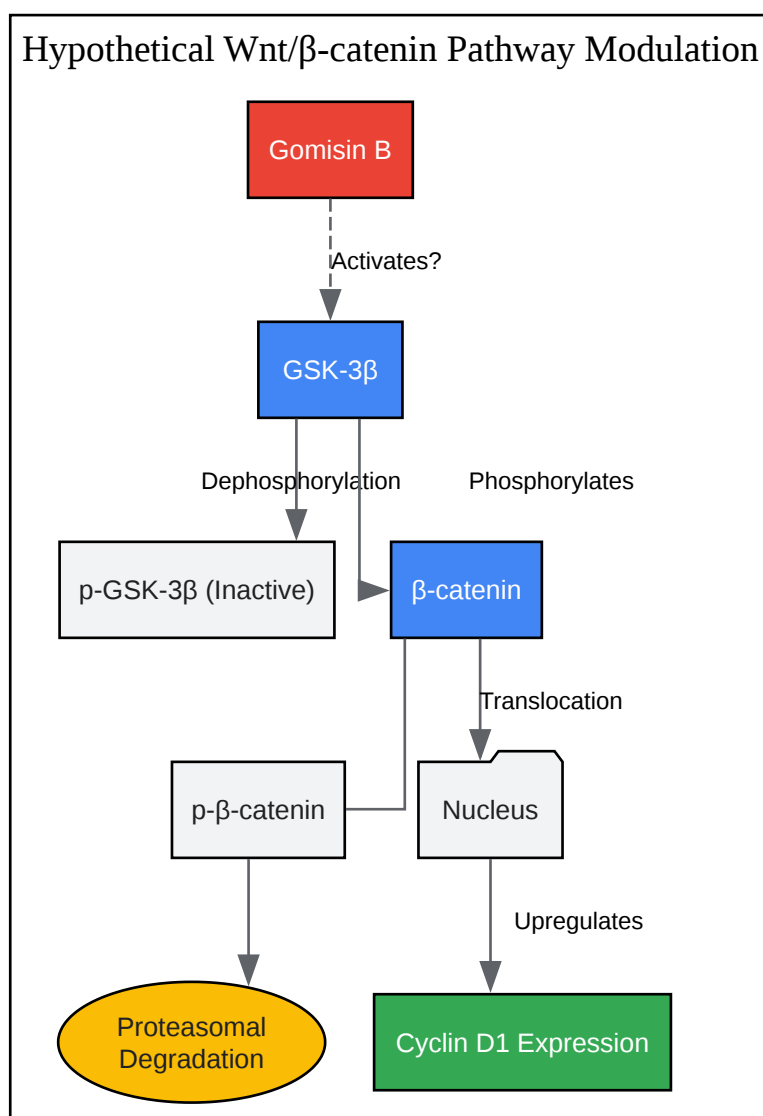 Hypothetical Wnt/β-catenin Pathway Modulation
Gomisin B
Activates?
GSK-3β
Dephosphorylation
Phosphorylates
p-GSK-3β (Inactive)
β-catenin
Translocation
p-β-catenin
Nucleus
Upregulates
Proteasomal
Degradation
Cyclin D1 Expression